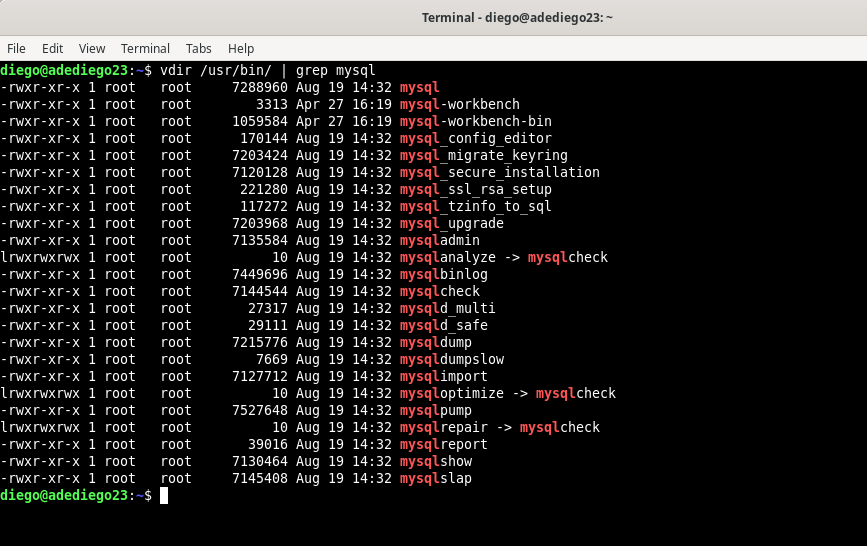 Terminal - diego@adediego23: ~
File Edit View Terminal Tabs Help
diego@adediego23:~$ vdir /usr/bin/ | grep mysql
-rwxr-xr-x 1 root   root     7288960 Aug 19 14:32 mysql
-rwxr-xr-x 1 root   root        3313 Apr 27 16:19 mysql-workbench
-rwxr-xr-x 1 root   root     1059584 Apr 27 16:19 mysql-workbench-bin
-rwxr-xr-x 1 root   root      170144 Aug 19 14:32 mysql_config_editor
-rwxr-xr-x 1 root   root     7203424 Aug 19 14:32 mysql_migrate_keyring
-rwxr-xr-x 1 root   root     7120128 Aug 19 14:32 mysql_secure_installation
-rwxr-xr-x 1 root   root      221280 Aug 19 14:32 mysql_ssl_rsa_setup
-rwxr-xr-x 1 root   root      117272 Aug 19 14:32 mysql_tzinfo_to_sql
-rwxr-xr-x 1 root   root     7203968 Aug 19 14:32 mysql_upgrade
-rwxr-xr-x 1 root   root     7135584 Aug 19 14:32 mysqladmin
lrwxrwxrwx 1 root   root          10 Aug 19 14:32 mysqlanalyze -> mysqlcheck
-rwxr-xr-x 1 root   root     7449696 Aug 19 14:32 mysqlbinlog
-rwxr-xr-x 1 root   root     7144544 Aug 19 14:32 mysqlcheck
-rwxr-xr-x 1 root   root       27317 Aug 19 14:32 mysqld_multi
-rwxr-xr-x 1 root   root       29111 Aug 19 14:32 mysqld_safe
-rwxr-xr-x 1 root   root     7215776 Aug 19 14:32 mysqldump
-rwxr-xr-x 1 root   root        7669 Aug 19 14:32 mysqldumpslow
-rwxr-xr-x 1 root   root     7127712 Aug 19 14:32 mysqlimport
lrwxrwxrwx 1 root   root          10 Aug 19 14:32 mysqloptimize -> mysqlcheck
-rwxr-xr-x 1 root   root     7527648 Aug 19 14:32 mysqlpump
lrwxrwxrwx 1 root   root          10 Aug 19 14:32 mysqlrepair -> mysqlcheck
-rwxr-xr-x 1 root   root       39016 Aug 19 14:32 mysqlreport
-rwxr-xr-x 1 root   root     7130464 Aug 19 14:32 mysqlshow
-rwxr-xr-x 1 root   root     7145408 Aug 19 14:32 mysqlslap
diego@adediego23:~$